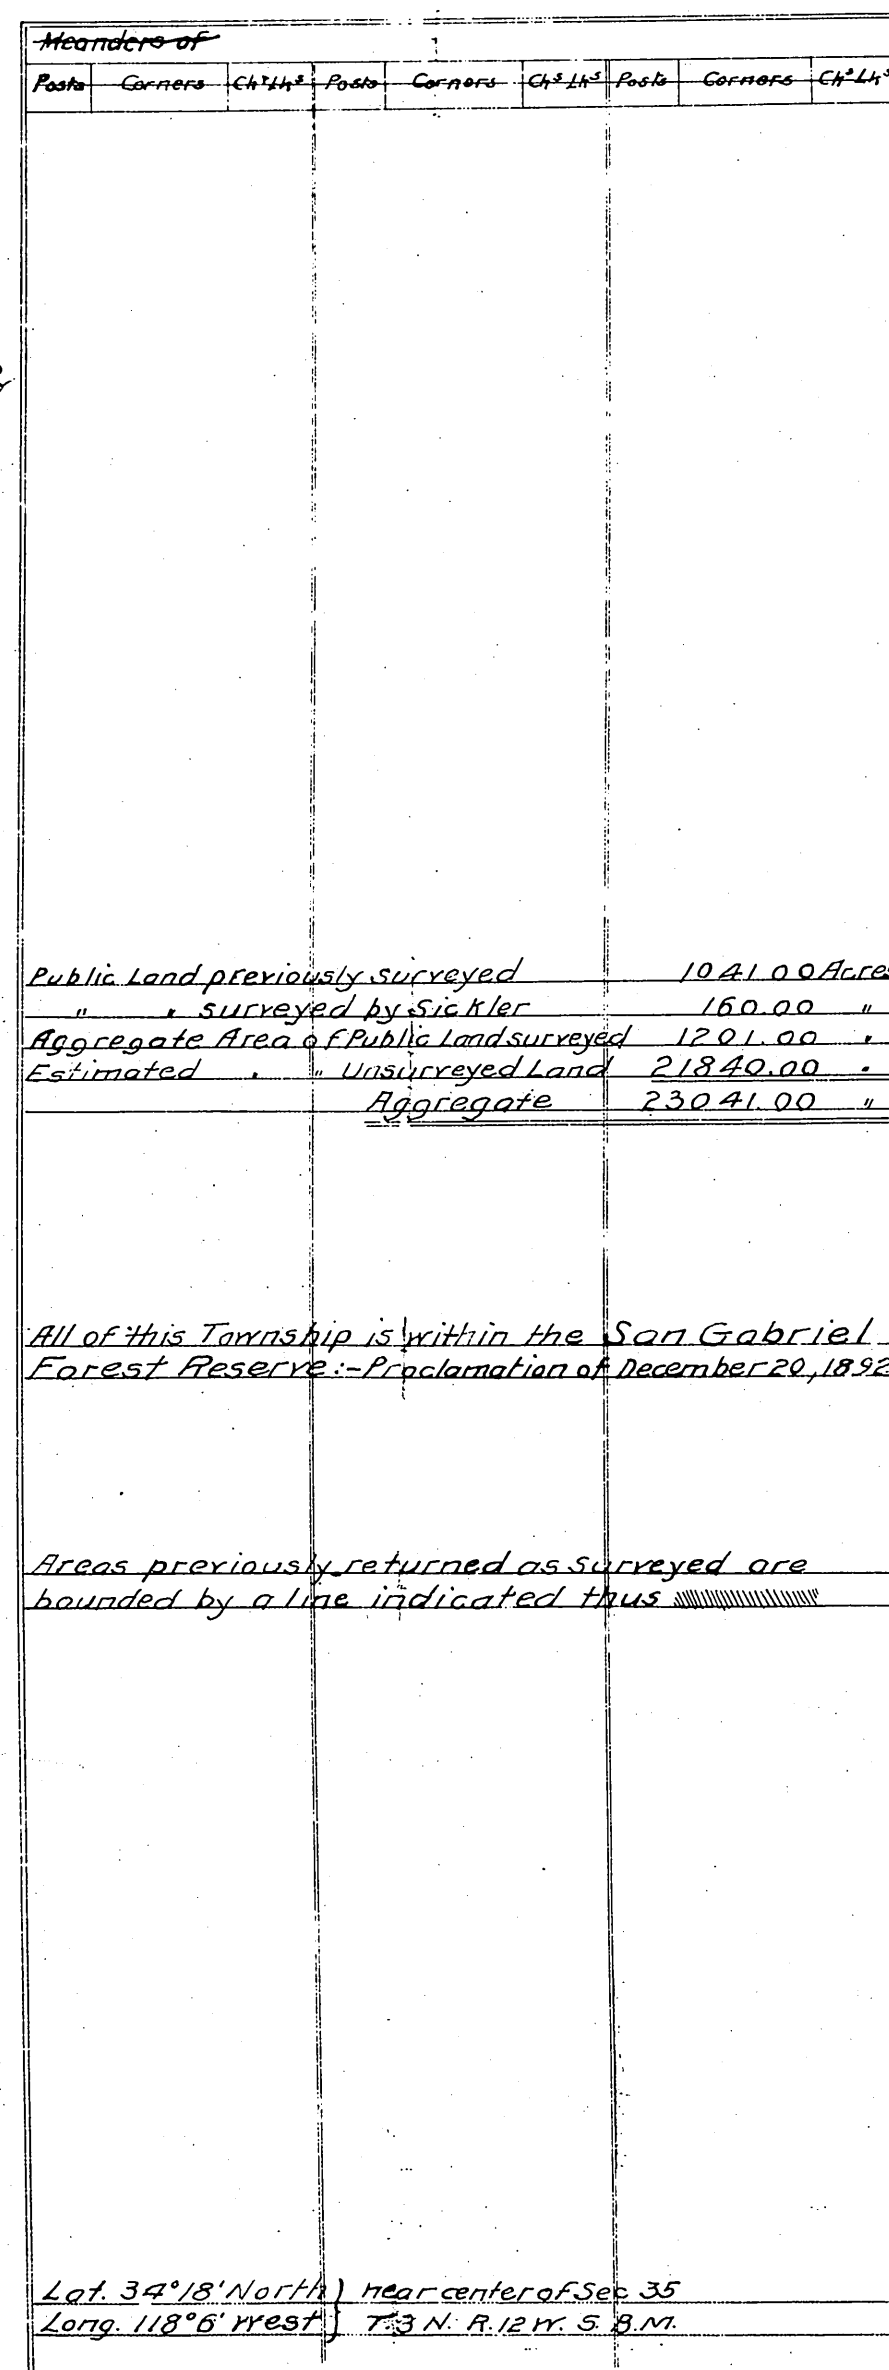 Meanders of
Posts Corners Chs Lks Posts Corners Chs Lks Posts Corners Chs Lks
Public Land previously surveyed 1041.00 Acres
" " surveyed by Sickler 160.00 "
Aggregate Area of Public Land surveyed 1201.00 "
Estimated " " Unsurveyed Land 21840.00 "
Aggregate 23041.00 "
All of this Township is within the San Gabriel
Forest Reserve:- Proclamation of December 20, 1892
Areas previously returned as surveyed are
bounded by a line indicated thus
Lat. 34°18' North } near center of Sec 35
Long. 118°6' West } T.3 N. R.12 W. S. B.M.